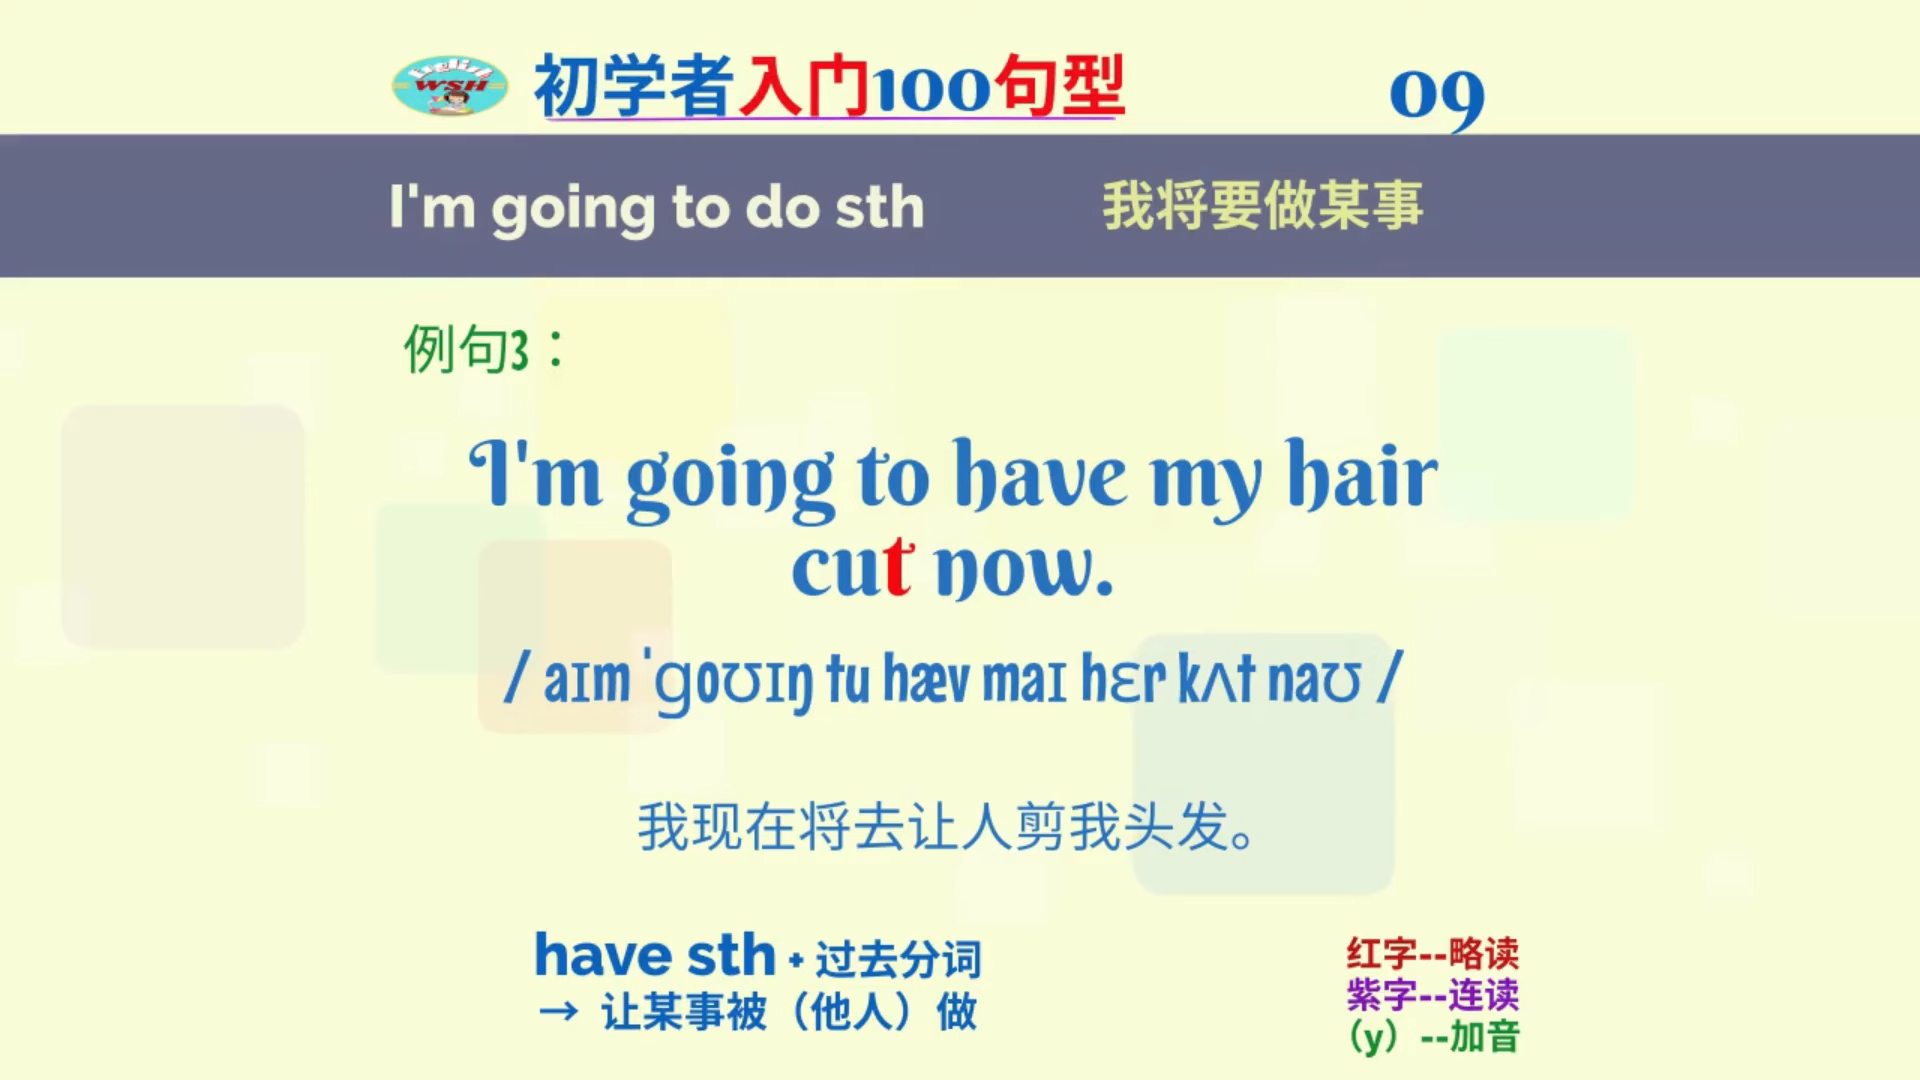 English
WSH
初学者入门100句型
09
I'm going to do sth
我将要做某事
例句3：
I'm going to have my hair
cut now.
/ aɪm ˈɡoʊɪŋ tu hæv maɪ hɛr kʌt naʊ /
我现在将去让人剪我头发。
have sth + 过去分词
→ 让某事被（他人）做
红字--略读
紫字--连读
（y）--加音